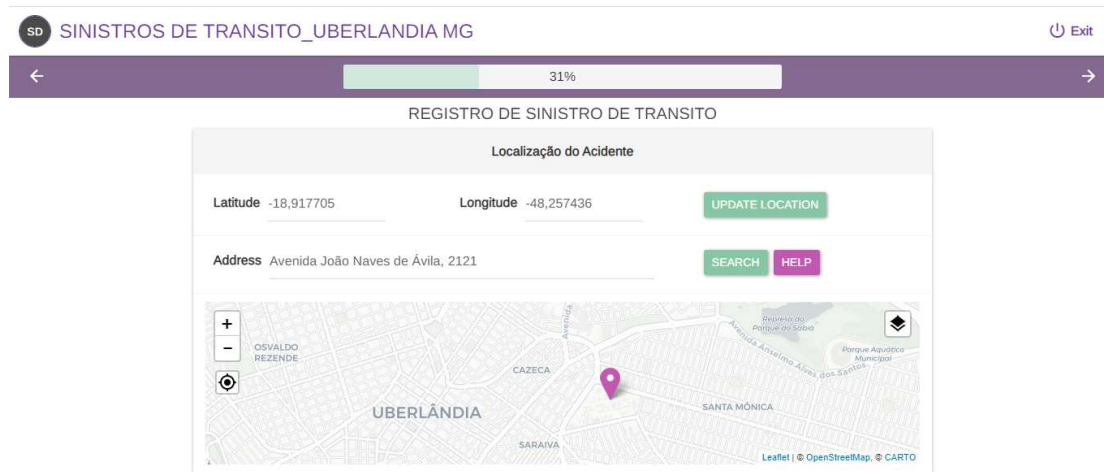 SD SINISTROS DE TRANSITO_UBERLANDIA MG Exit
31%
REGISTRO DE SINISTRO DE TRANSITO
Localização do Acidente
Latitude -18,917705 Longitude -48,257436 UPDATE LOCATION
Address Avenida João Naves de Ávila, 2121 SEARCH HELP
+
−
OSVALDO
REZENDE
Avenida
CAZECA
UBERLÂNDIA
SARAIVA
SANTA MÔNICA
Represa do
Parque do Sabiá
Avenida Anselmo Alves dos Santos
Parque Aquático
Municipal
Leaflet | © OpenStreetMap, © CARTO